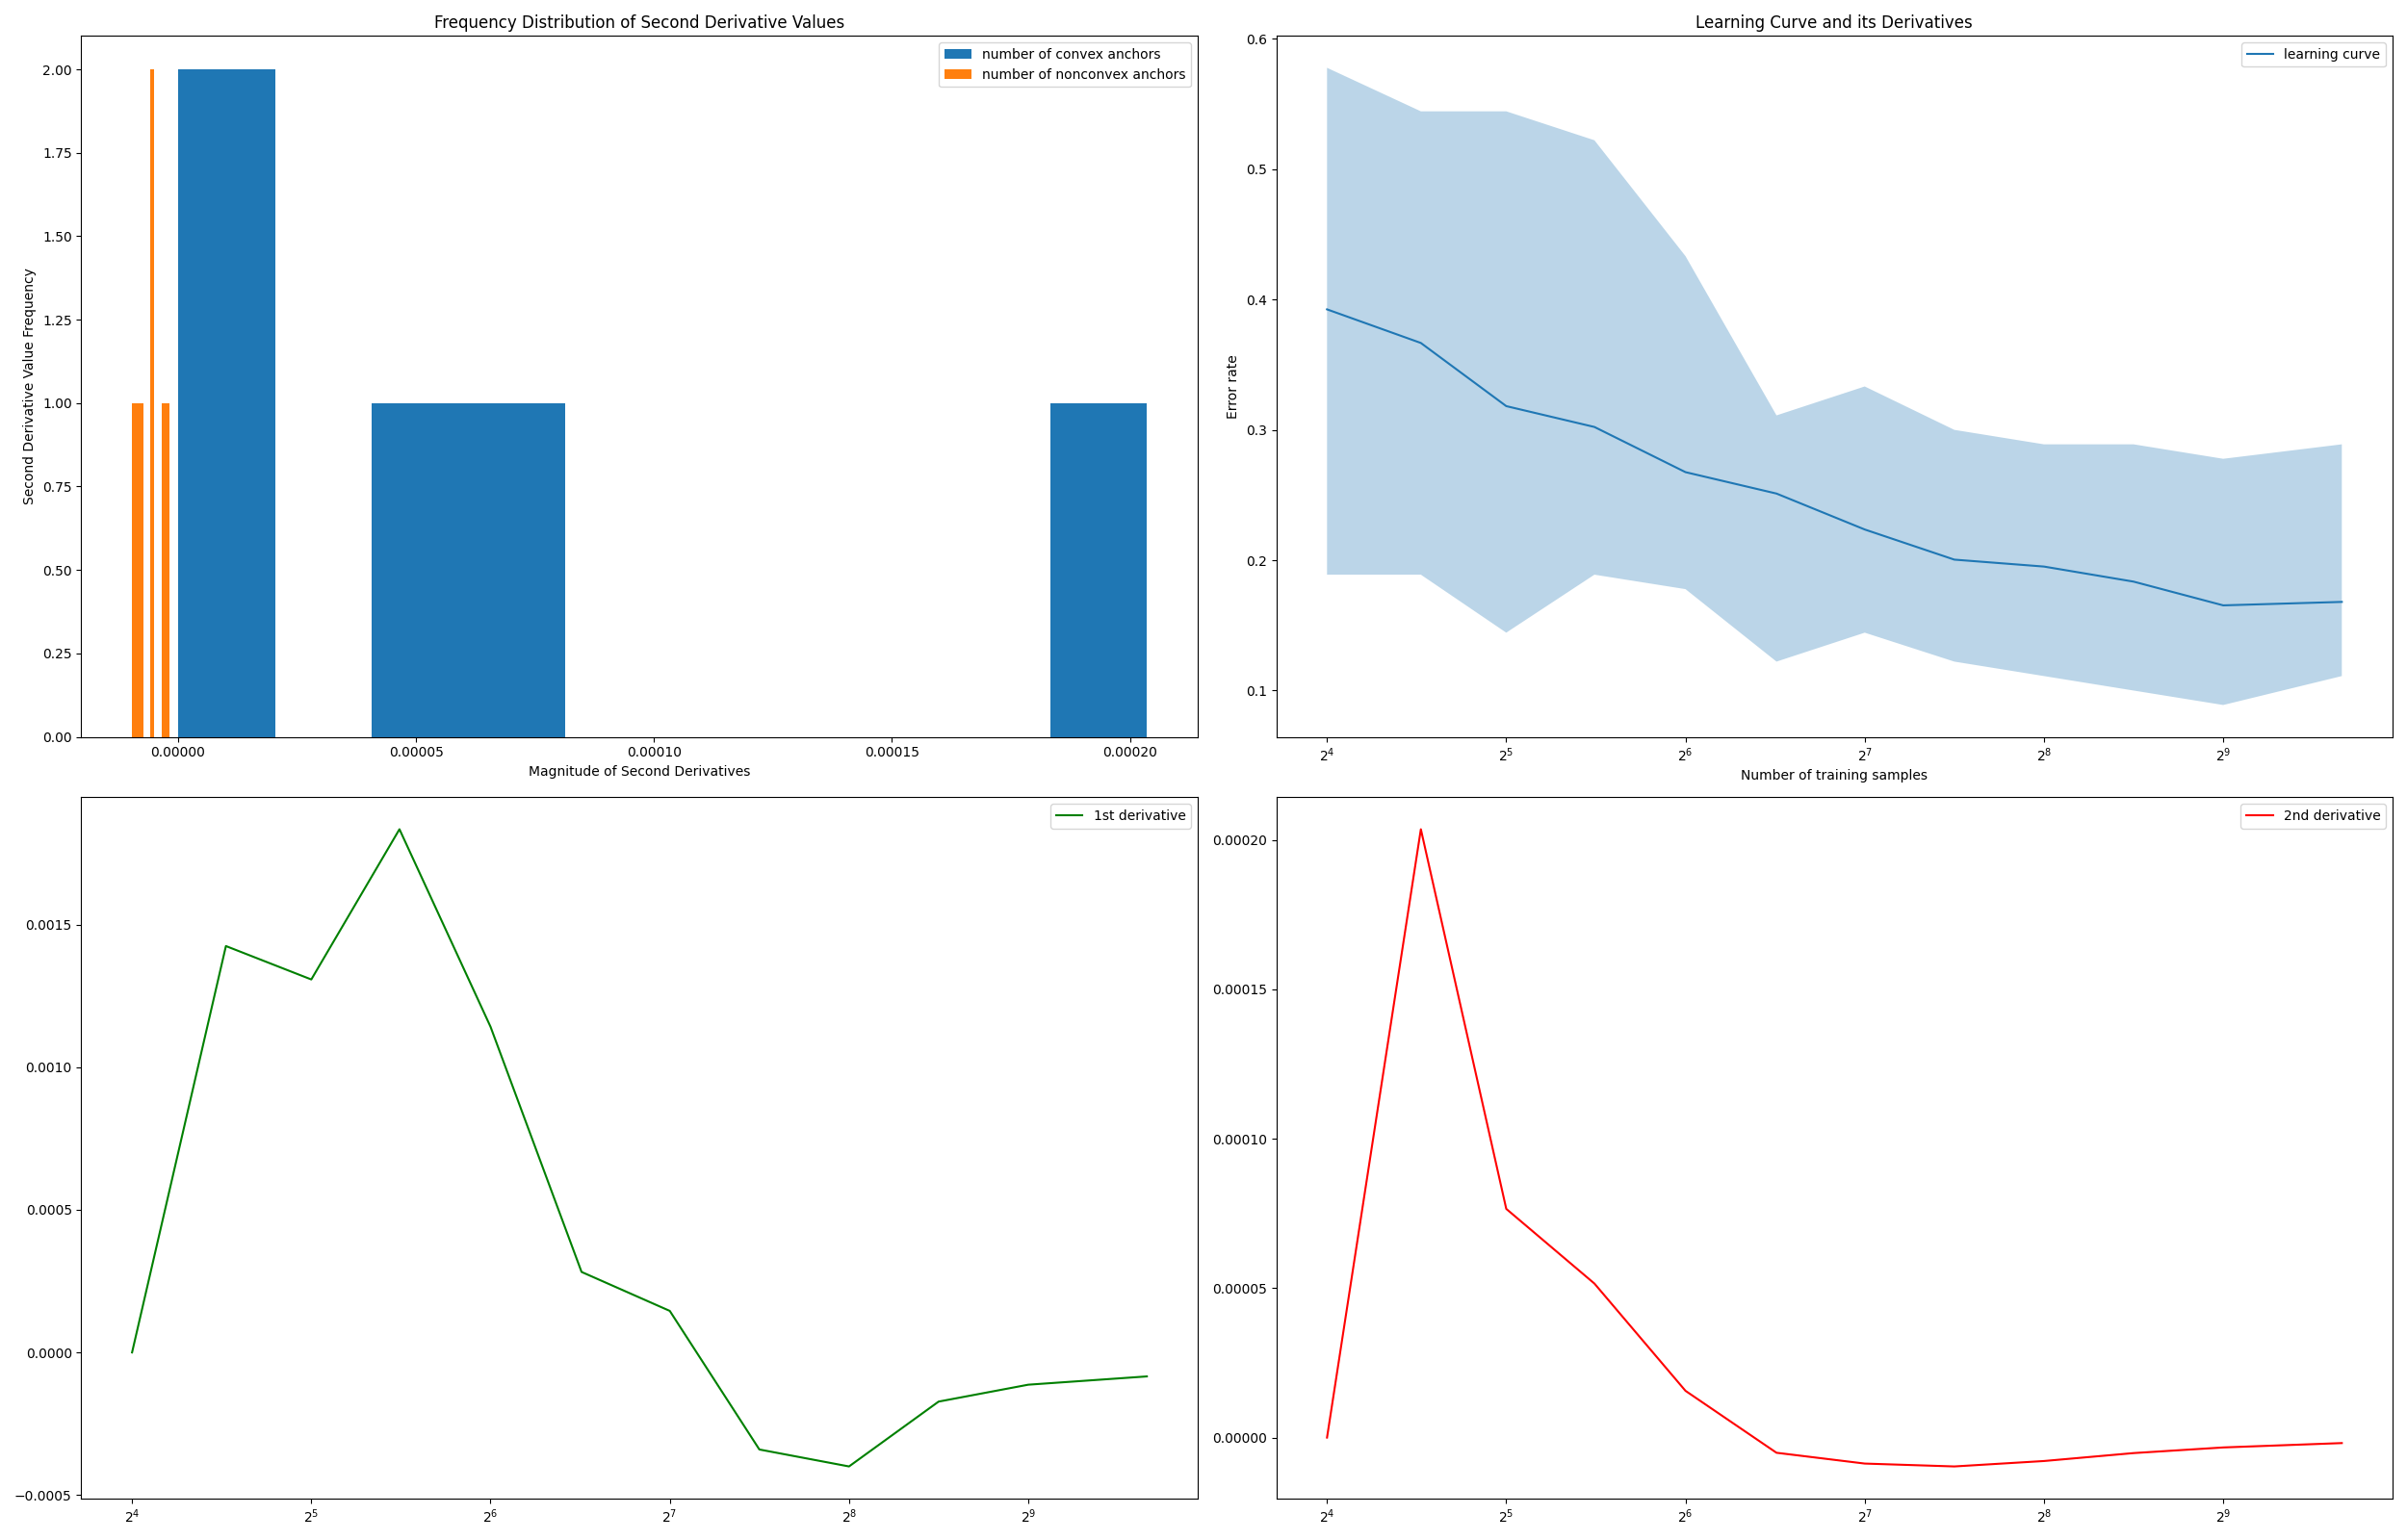 Frequency Distribution of Second Derivative Values
number of convex anchors
number of nonconvex anchors
Second Derivative Value Frequency
2.00
1.75
1.50
1.25
1.00
0.75
0.50
0.25
0.00
0.00000 0.00005 0.00010 0.00015 0.00020
Magnitude of Second Derivatives
Learning Curve and its Derivatives
learning curve
Error rate
0.6
0.5
0.4
0.3
0.2
0.1
2⁴ 2⁵ 2⁶ 2⁷ 2⁸ 2⁹
Number of training samples
1st derivative
0.0015
0.0010
0.0005
0.0000
−0.0005
2⁴ 2⁵ 2⁶ 2⁷ 2⁸ 2⁹
2nd derivative
0.00020
0.00015
0.00010
0.00005
0.00000
2⁴ 2⁵ 2⁶ 2⁷ 2⁸ 2⁹